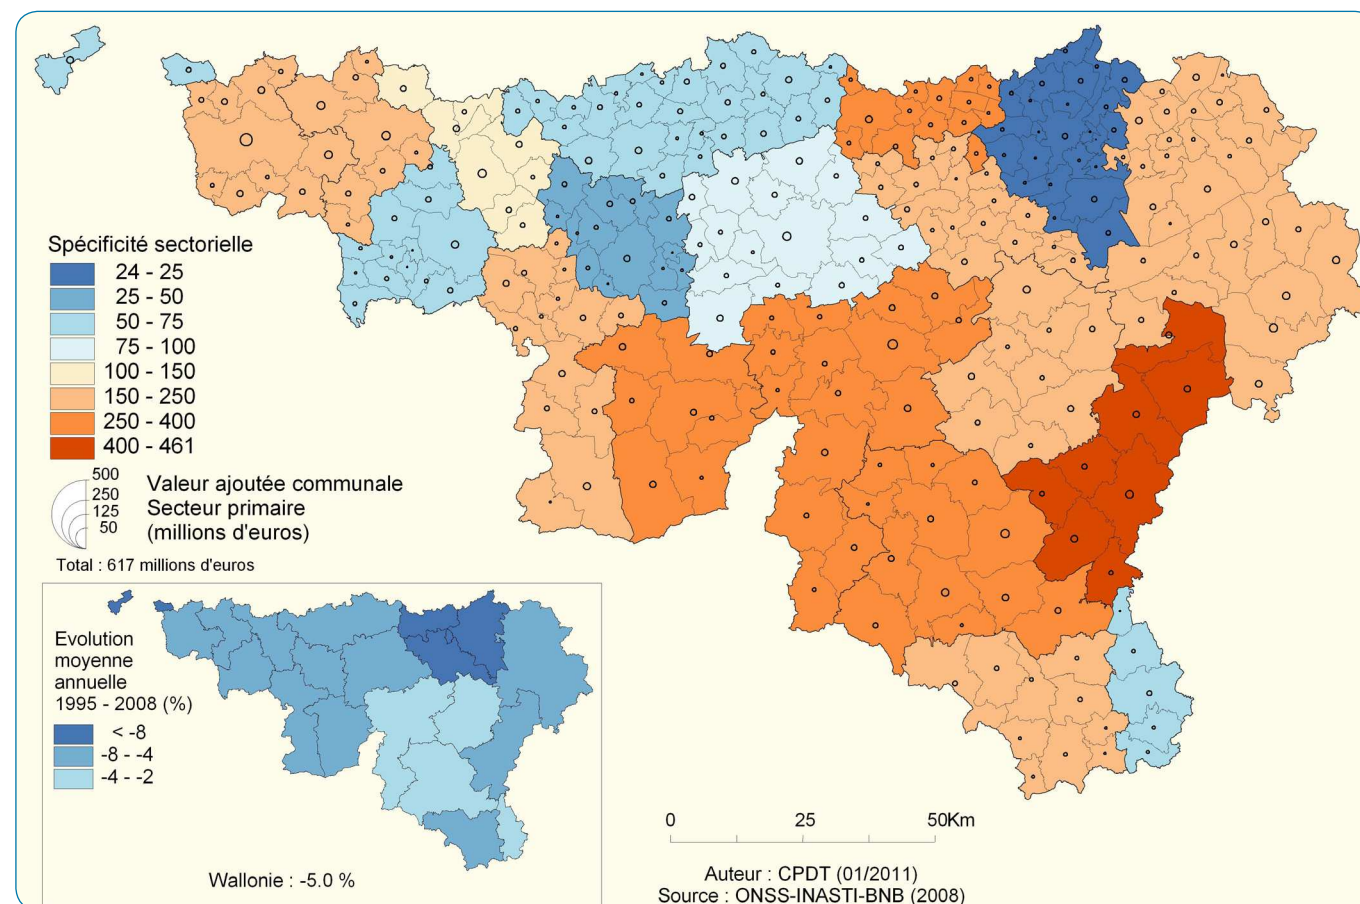 Spécificité sectorielle
24 - 25
25 - 50
50 - 75
75 - 100
100 - 150
150 - 250
250 - 400
400 - 461
500
250
125
50
Valeur ajoutée communale
Secteur primaire
(millions d'euros)
Total : 617 millions d'euros
Evolution
moyenne
annuelle
1995 - 2008 (%)
< -8
-8 - -4
-4 - -2
Wallonie : -5.0 %
0 25 50Km
Auteur : CPDT (01/2011)
Source : ONSS-INASTI-BNB (2008)